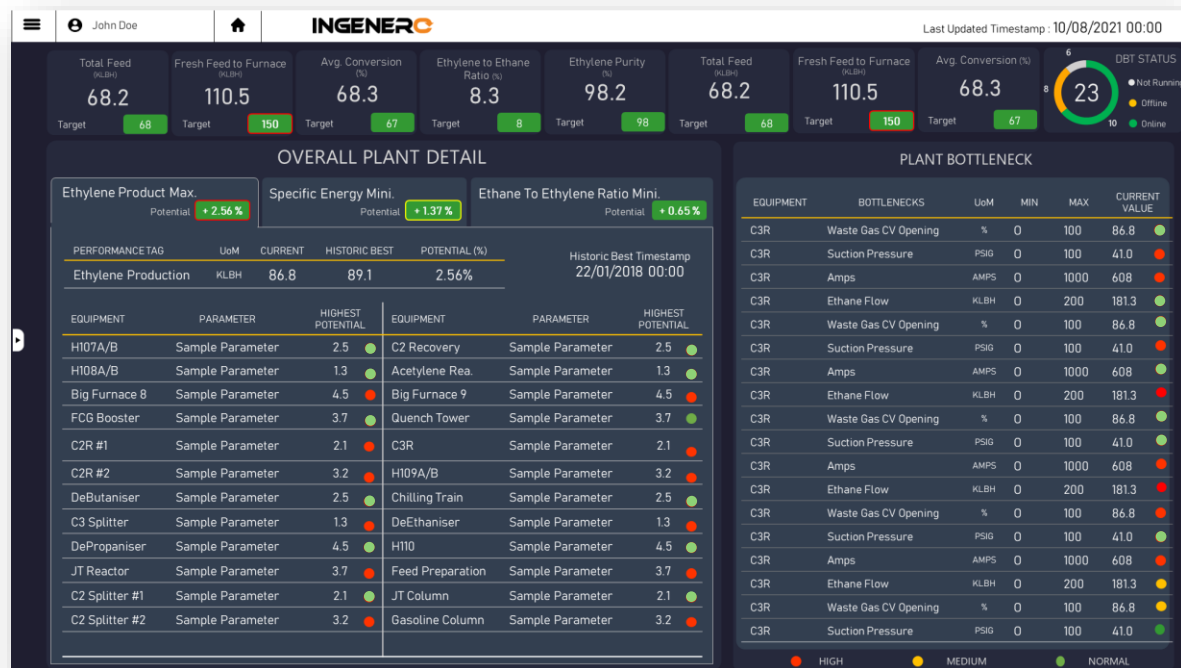 John Doe
INGENERO
Last Updated Timestamp : 10/08/2021 00:00
Total Feed (KLBH) 68.2 Target 68
Fresh Feed to Furnace (KLBH) 110.5 Target 150
Avg. Conversion (%) 68.3 Target 67
Ethylene to Ethane Ratio (%) 8.3 Target 8
Ethylene Purity (%) 98.2 Target 98
Total Feed (KLBH) 68.2 Target 68
Fresh Feed to Furnace (KLBH) 110.5 Target 150
Avg. Conversion (%) 68.3 Target 67
DBT STATUS
6
8
23
10
Not Running
Offline
Online
OVERALL PLANT DETAIL
Ethylene Product Max. Potential + 2.56 %
Specific Energy Mini. Potential + 1.37 %
Ethane To Ethylene Ratio Mini. Potential + 0.65 %
PERFORMANCE TAG UoM CURRENT HISTORIC BEST POTENTIAL (%)
Ethylene Production KLBH 86.8 89.1 2.56%
Historic Best Timestamp
22/01/2018 00:00
EQUIPMENT PARAMETER HIGHEST POTENTIAL EQUIPMENT PARAMETER HIGHEST POTENTIAL
H107A/B Sample Parameter 2.5 C2 Recovery Sample Parameter 2.5
H108A/B Sample Parameter 1.3 Acetylene Rea. Sample Parameter 1.3
Big Furnace 8 Sample Parameter 4.5 Big Furnace 9 Sample Parameter 4.5
FCG Booster Sample Parameter 3.7 Quench Tower Sample Parameter 3.7
C2R #1 Sample Parameter 2.1 C3R Sample Parameter 2.1
C2R #2 Sample Parameter 3.2 H109A/B Sample Parameter 3.2
DeButaniser Sample Parameter 2.5 Chilling Train Sample Parameter 2.5
C3 Splitter Sample Parameter 1.3 DeEthaniser Sample Parameter 1.3
DePropaniser Sample Parameter 4.5 H110 Sample Parameter 4.5
JT Reactor Sample Parameter 3.7 Feed Preparation Sample Parameter 3.7
C2 Splitter #1 Sample Parameter 2.1 JT Column Sample Parameter 2.1
C2 Splitter #2 Sample Parameter 3.2 Gasoline Column Sample Parameter 3.2
PLANT BOTTLENECK
EQUIPMENT BOTTLENECKS UoM MIN MAX CURRENT VALUE
C3R Waste Gas CV Opening % 0 100 86.8
C3R Suction Pressure PSIG 0 100 41.0
C3R Amps AMPS 0 1000 608
C3R Ethane Flow KLBH 0 200 181.3
C3R Waste Gas CV Opening % 0 100 86.8
C3R Suction Pressure PSIG 0 100 41.0
C3R Amps AMPS 0 1000 608
C3R Ethane Flow KLBH 0 200 181.3
C3R Waste Gas CV Opening % 0 100 86.8
C3R Suction Pressure PSIG 0 100 41.0
C3R Amps AMPS 0 1000 608
C3R Ethane Flow KLBH 0 200 181.3
C3R Waste Gas CV Opening % 0 100 86.8
C3R Suction Pressure PSIG 0 100 41.0
C3R Amps AMPS 0 1000 608
C3R Ethane Flow KLBH 0 200 181.3
C3R Waste Gas CV Opening % 0 100 86.8
C3R Suction Pressure PSIG 0 100 41.0
HIGH MEDIUM NORMAL